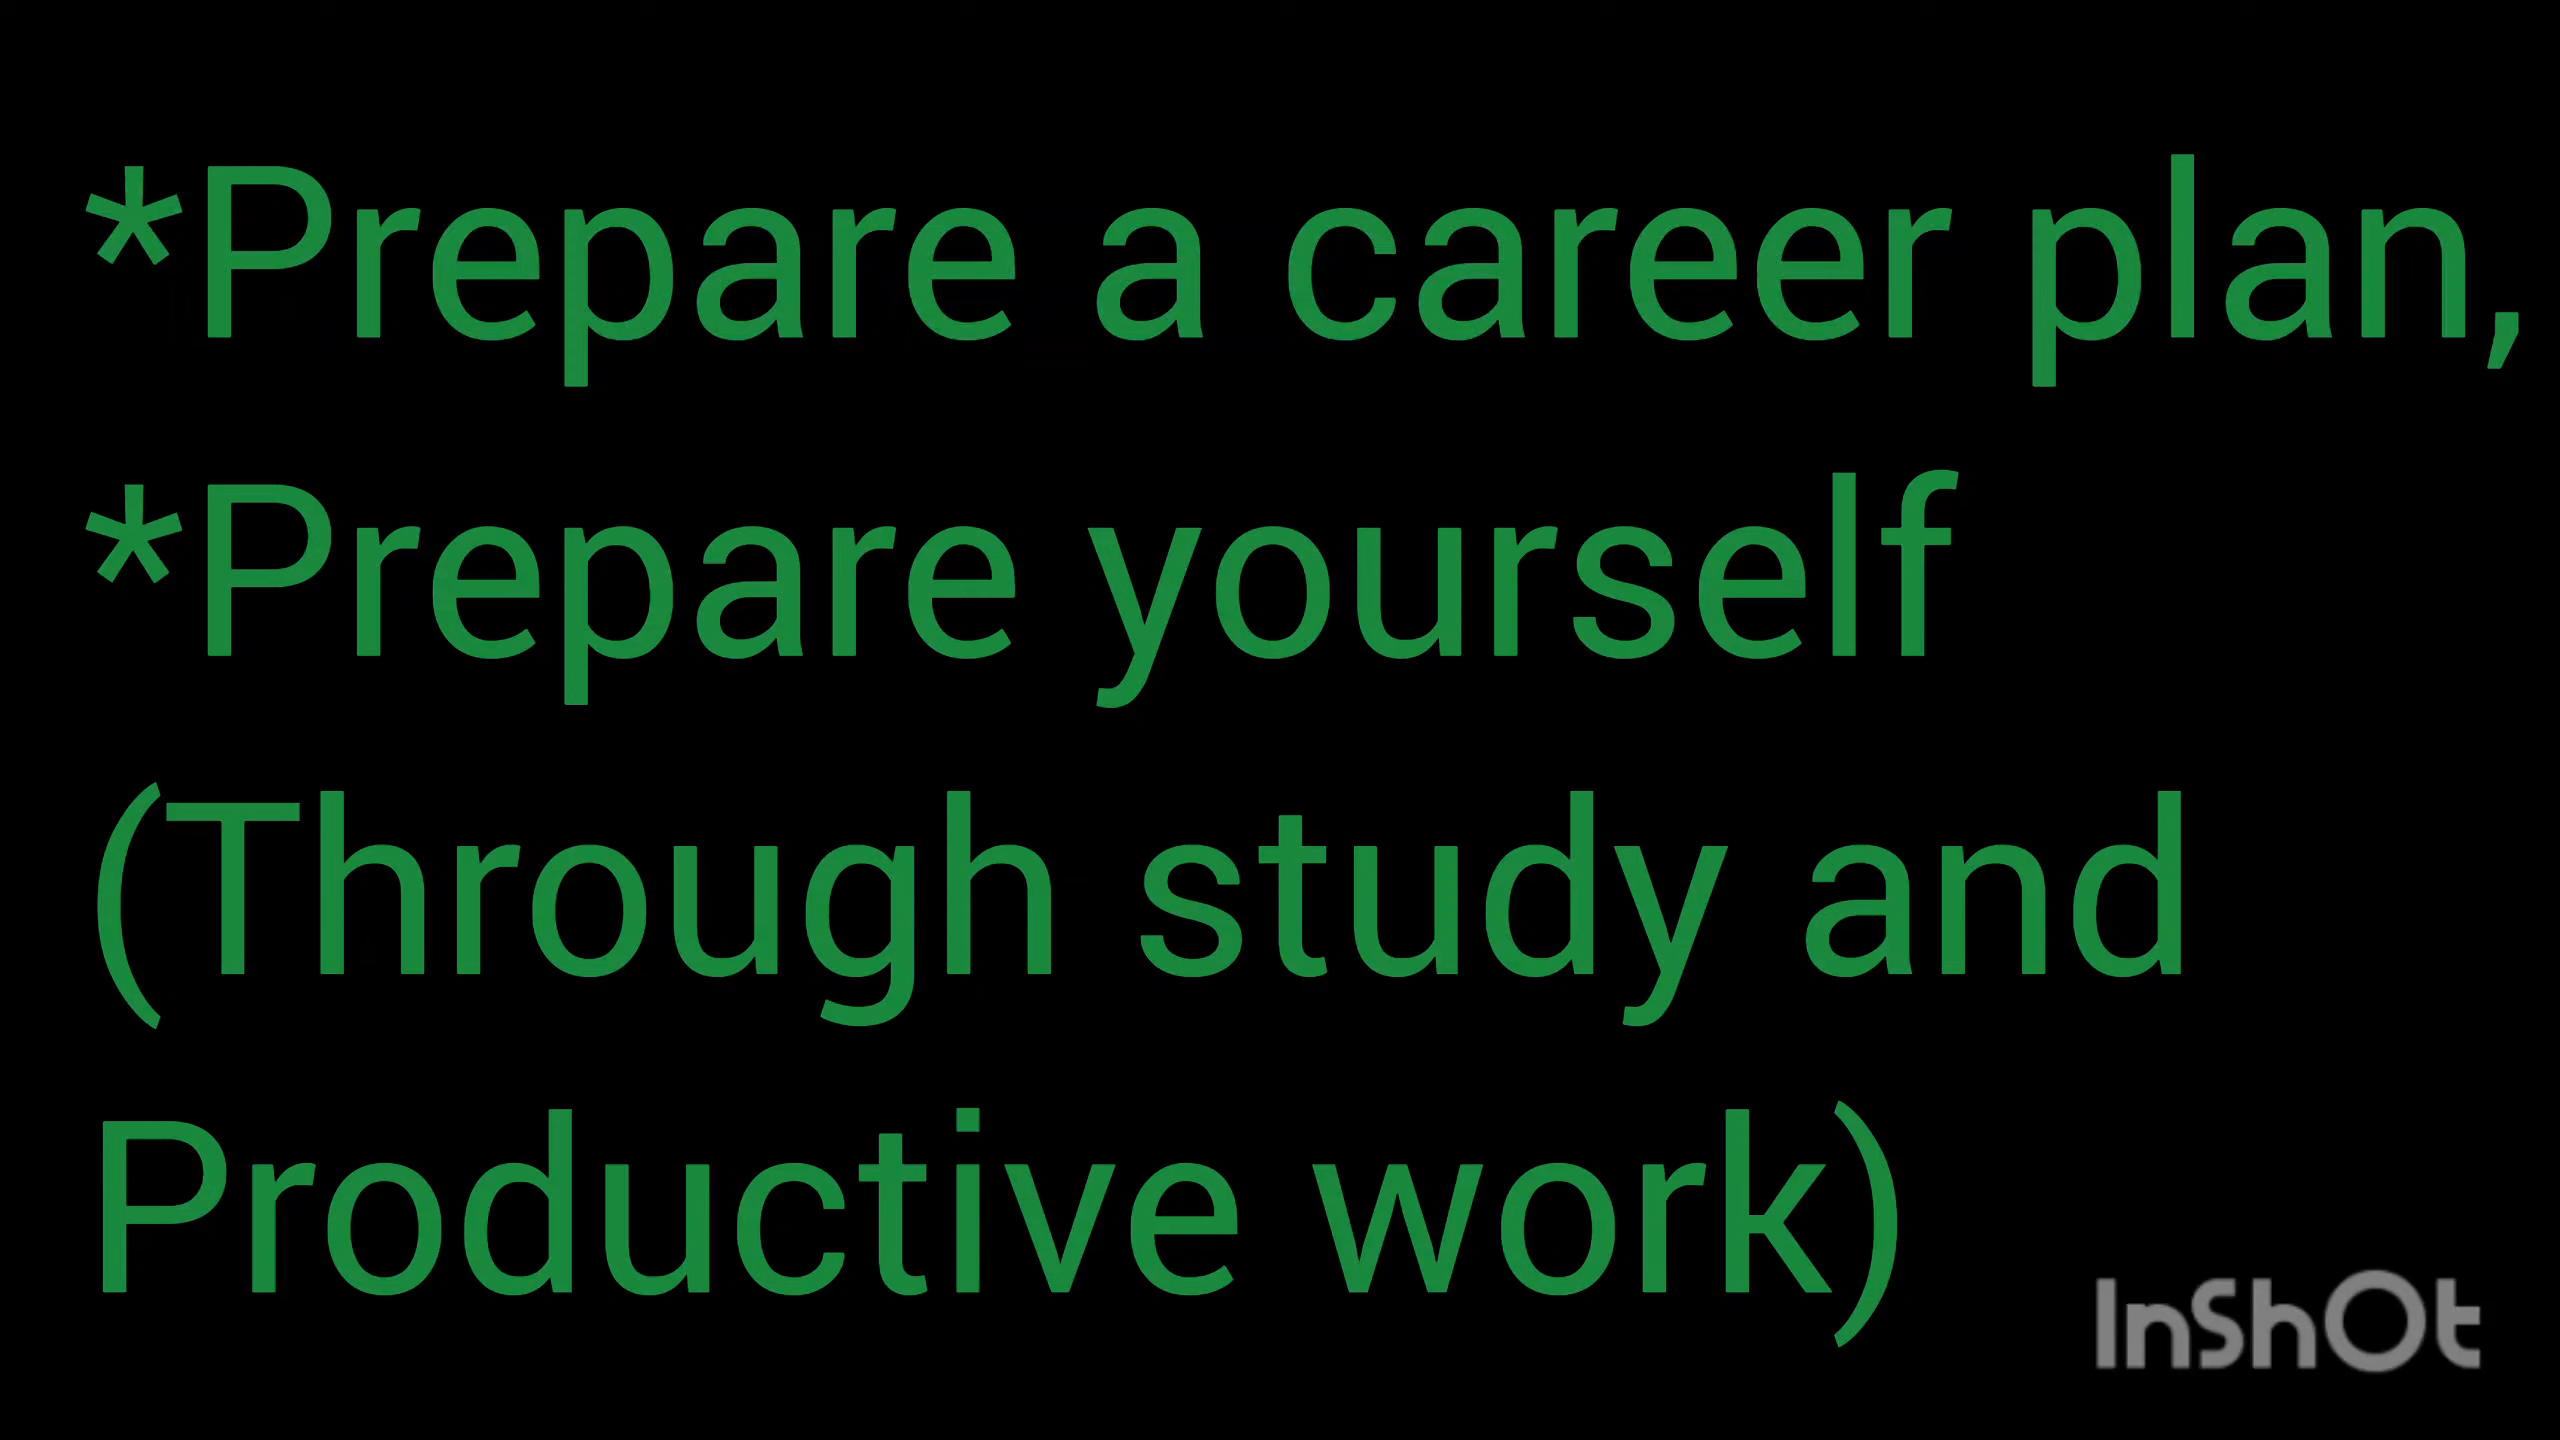 *Prepare a career plan,
*Prepare yourself
(Through study and
Productive work)
InShOt